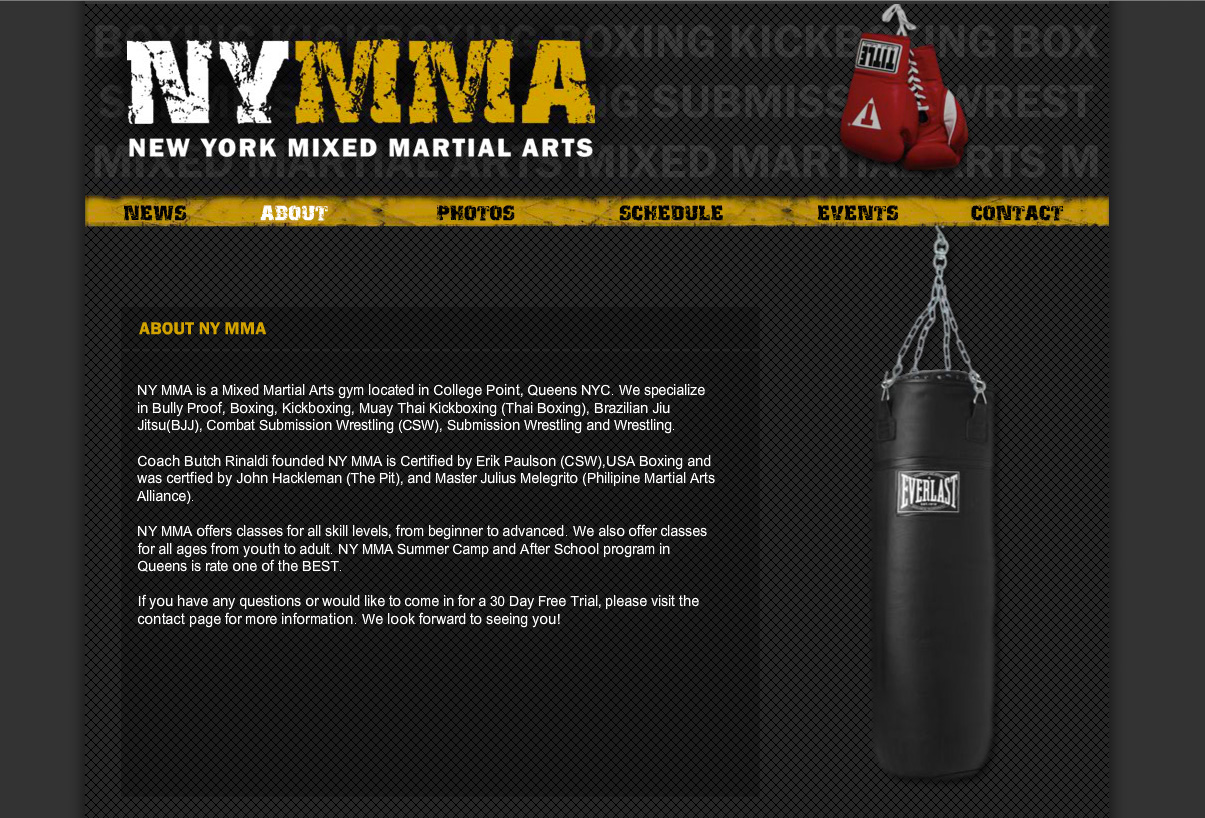 BOXING KICKBOXING BOXING KICKBOXING BOX
NYMMA
TITLE
SUBMISSION WREST
NEW YORK MIXED MARTIAL ARTS
MIXED MARTIAL ARTS MIXED MARTIAL ARTS M
NEWS ABOUT PHOTOS SCHEDULE EVENTS CONTACT
ABOUT NY MMA
NY MMA is a Mixed Martial Arts gym located in College Point, Queens NYC. We specialize
in Bully Proof, Boxing, Kickboxing, Muay Thai Kickboxing (Thai Boxing), Brazilian Jiu
Jitsu(BJJ), Combat Submission Wrestling (CSW), Submission Wrestling and Wrestling.
Coach Butch Rinaldi founded NY MMA is Certified by Erik Paulson (CSW),USA Boxing and
was certfied by John Hackleman (The Pit), and Master Julius Melegrito (Philipine Martial Arts
Alliance).
NY MMA offers classes for all skill levels, from beginner to advanced. We also offer classes
for all ages from youth to adult. NY MMA Summer Camp and After School program in
Queens is rate one of the BEST.
If you have any questions or would like to come in for a 30 Day Free Trial, please visit the
contact page for more information. We look forward to seeing you!
EVERLAST